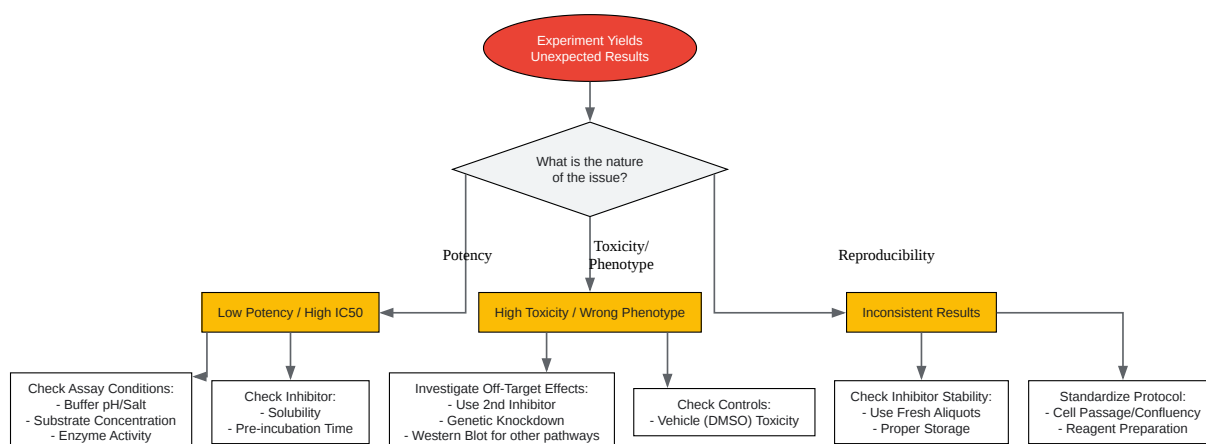 Experiment Yields
Unexpected Results
What is the nature
of the issue?
Potency
Toxicity/
Phenotype
Reproducibility
Low Potency / High IC50
High Toxicity / Wrong Phenotype
Inconsistent Results
Check Assay Conditions:
- Buffer pH/Salt
- Substrate Concentration
- Enzyme Activity
Check Inhibitor:
- Solubility
- Pre-incubation Time
Investigate Off-Target Effects:
- Use 2nd Inhibitor
- Genetic Knockdown
- Western Blot for other pathways
Check Controls:
- Vehicle (DMSO) Toxicity
Check Inhibitor Stability:
- Use Fresh Aliquots
- Proper Storage
Standardize Protocol:
- Cell Passage/Confluency
- Reagent Preparation